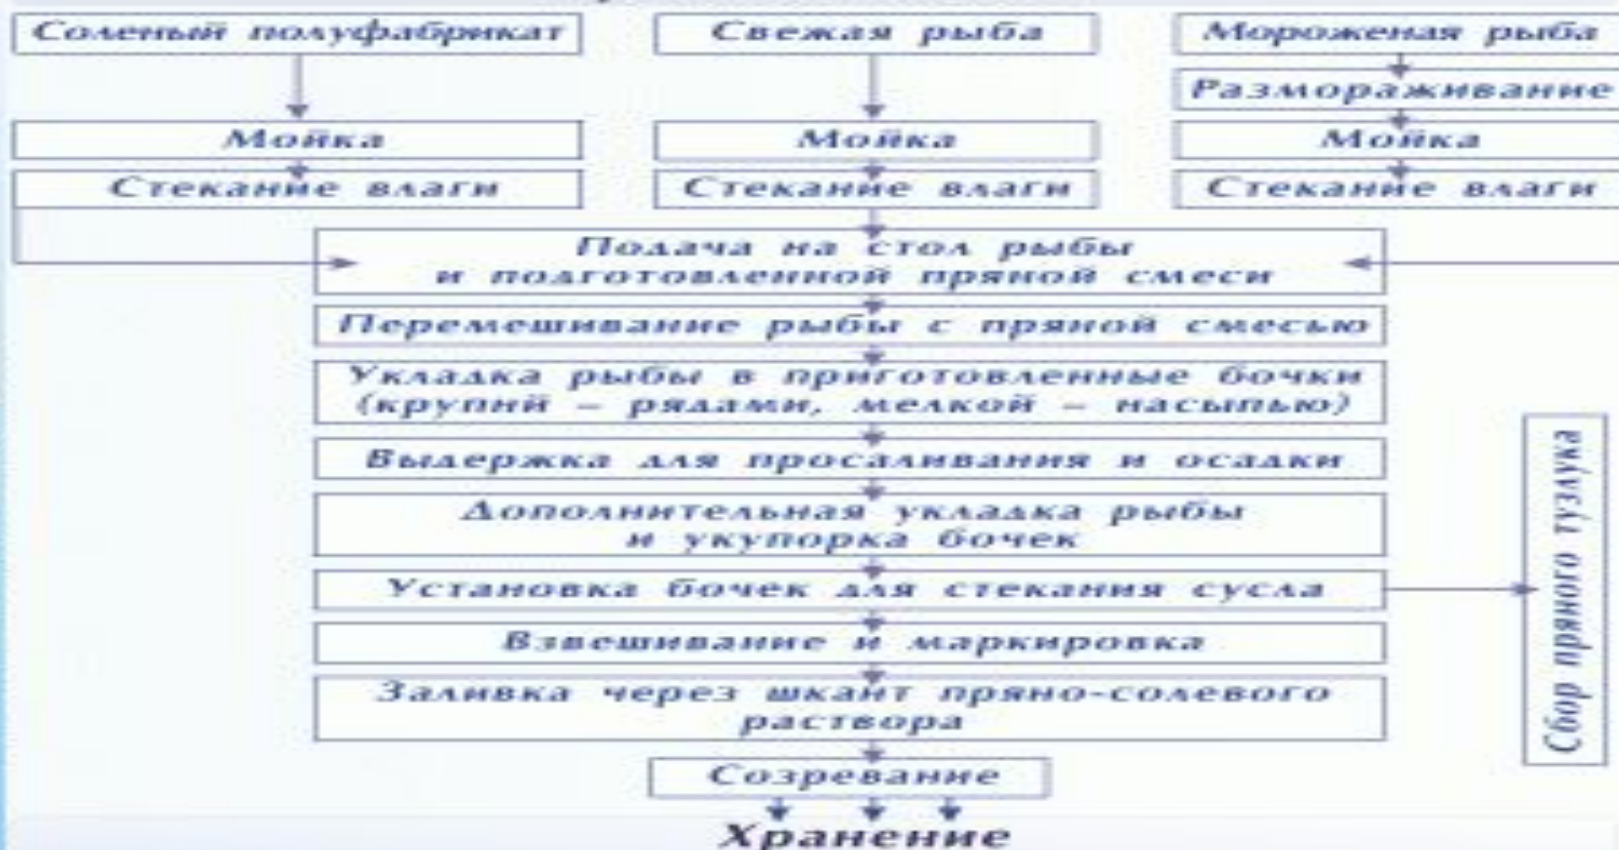 Соленый полуфабрикат
Свежая рыба
Мороженая рыба
Размораживание
Мойка
Мойка
Мойка
Стекание влаги
Стекание влаги
Стекание влаги
Подача на стол рыбы
и подготовленной пряной смеси
Перемешивание рыбы с пряной смесью
Укладка рыбы в приготовленные бочки
(крупий – рядами, мелкой – насыпью)
Выдержка для просаливания и осадки
Дополнительная укладка рыбы
и укупорка бочек
Установка бочек для стекания сусла
Сбор пряного тузлука
Взвешивание и маркировка
Заливка через шкант пряно-солевого
раствора
Созревание
Хранение